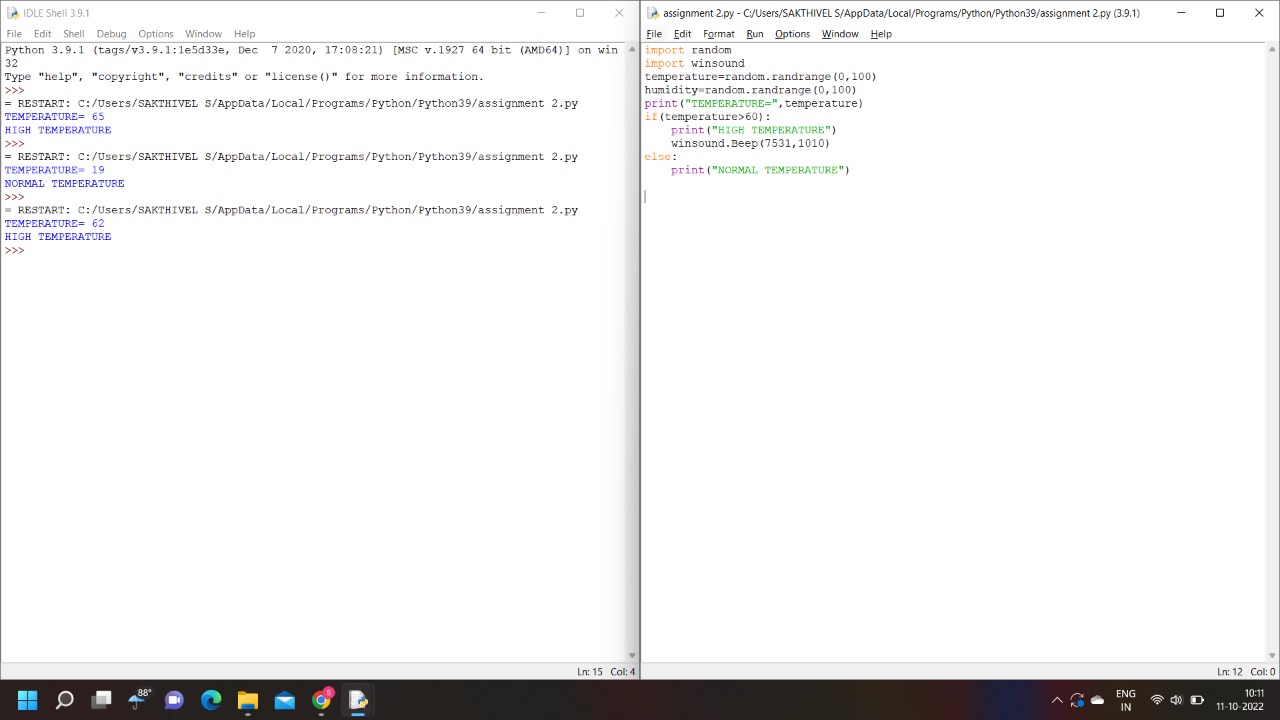 IDLE Shell 3.9.1
File Edit Shell Debug Options Window Help
Python 3.9.1 (tags/v3.9.1:1e5d33e, Dec  7 2020, 17:08:21) [MSC v.1927 64 bit (AMD64)] on win
32
Type "help", "copyright", "credits" or "license()" for more information.
>>>
= RESTART: C:/Users/SAKTHIVEL S/AppData/Local/Programs/Python/Python39/assignment 2.py
TEMPERATURE= 65
HIGH TEMPERATURE
>>>
= RESTART: C:/Users/SAKTHIVEL S/AppData/Local/Programs/Python/Python39/assignment 2.py
TEMPERATURE= 19
NORMAL TEMPERATURE
>>>
= RESTART: C:/Users/SAKTHIVEL S/AppData/Local/Programs/Python/Python39/assignment 2.py
TEMPERATURE= 62
HIGH TEMPERATURE
>>>
Ln: 15 Col: 4
assignment 2.py - C:/Users/SAKTHIVEL S/AppData/Local/Programs/Python/Python39/assignment 2.py (3.9.1)
File Edit Format Run Options Window Help
import random
import winsound
temperature=random.randrange(0,100)
humidity=random.randrange(0,100)
print("TEMPERATURE=",temperature)
if(temperature>60):
    print("HIGH TEMPERATURE")
    winsound.Beep(7531,1010)
else:
    print("NORMAL TEMPERATURE")
Ln: 12 Col: 0
88°
S
ENG
IN
10:11
11-10-2022